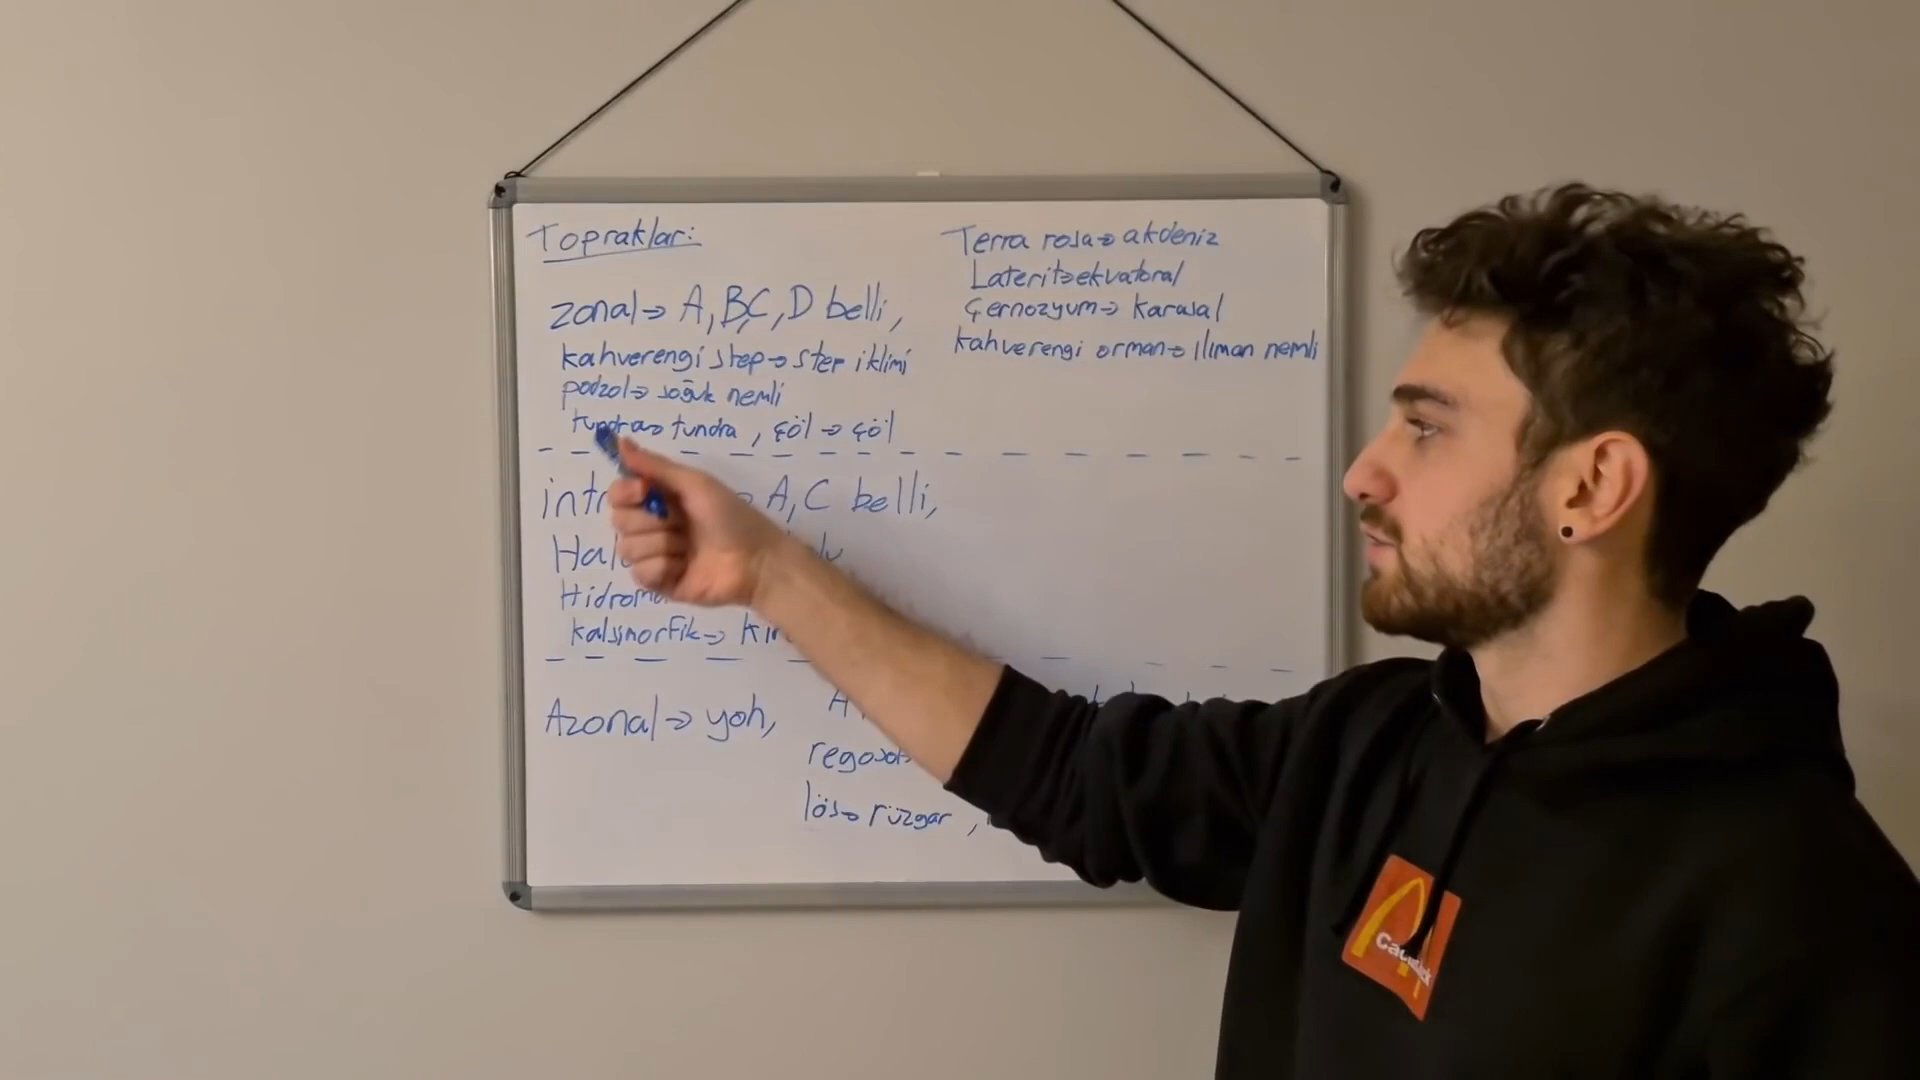 Topraklar:
zonal→ A, B, C, D belli,
kahverengi step→ step iklimi
podzol→ soğuk nemli
tundra→ tundra, çöl → çöl
Terra rosa→ akdeniz
Laterit→ekvatoral
Çernozyum→ karasal
kahverengi orman→ ılıman nemli
A, C belli,
kalsimorfik→
Azonal→ yoh,
lös→ rüzgar,